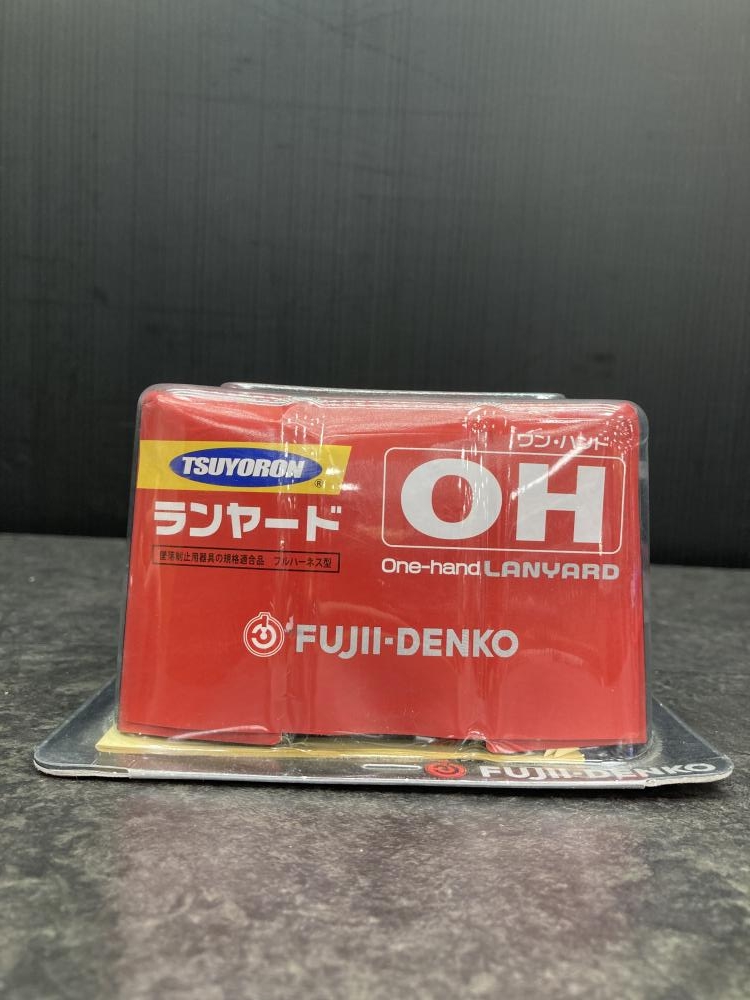 TSUYORON
®
ランヤード
墜落制止用器具の規格適合品 フルハーネス型
ワン・ハンド
OH
One-hand LANYARD
FUJII-DENKO
FUJII-DENKO